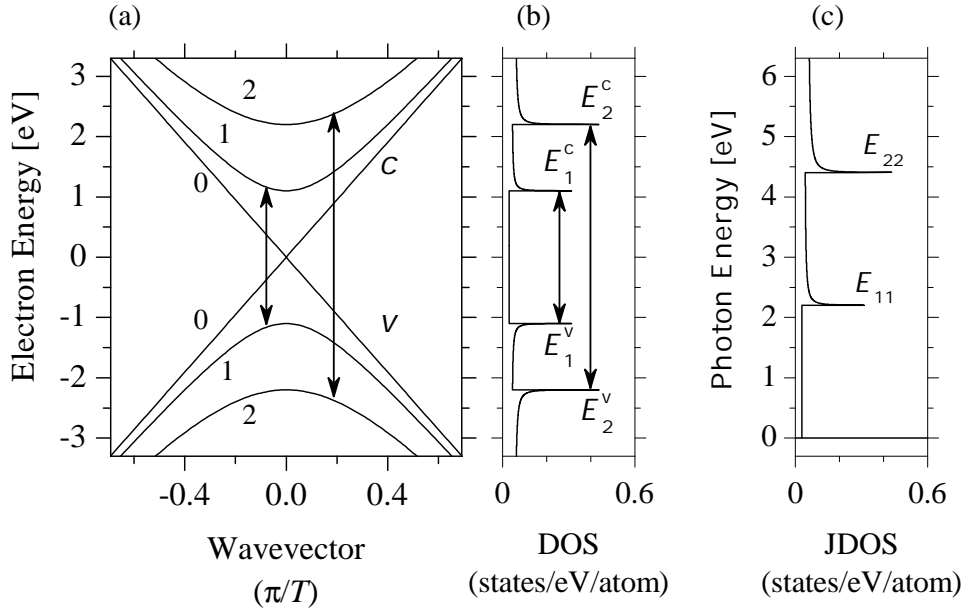 (a)
(b)
(c)
Electron Energy [eV]
3
2
1
0
-1
-2
-3
2
1
0
C
0
V
1
2
-0.4
0.0
0.4
Wavevector
(π/T)
E₂ᶜ
E₁ᶜ
E₁ᵛ
E₂ᵛ
0
0.6
DOS
(states/eV/atom)
Photon Energy [eV]
6
5
4
3
2
1
0
E₂₂
E₁₁
0
0.6
JDOS
(states/eV/atom)